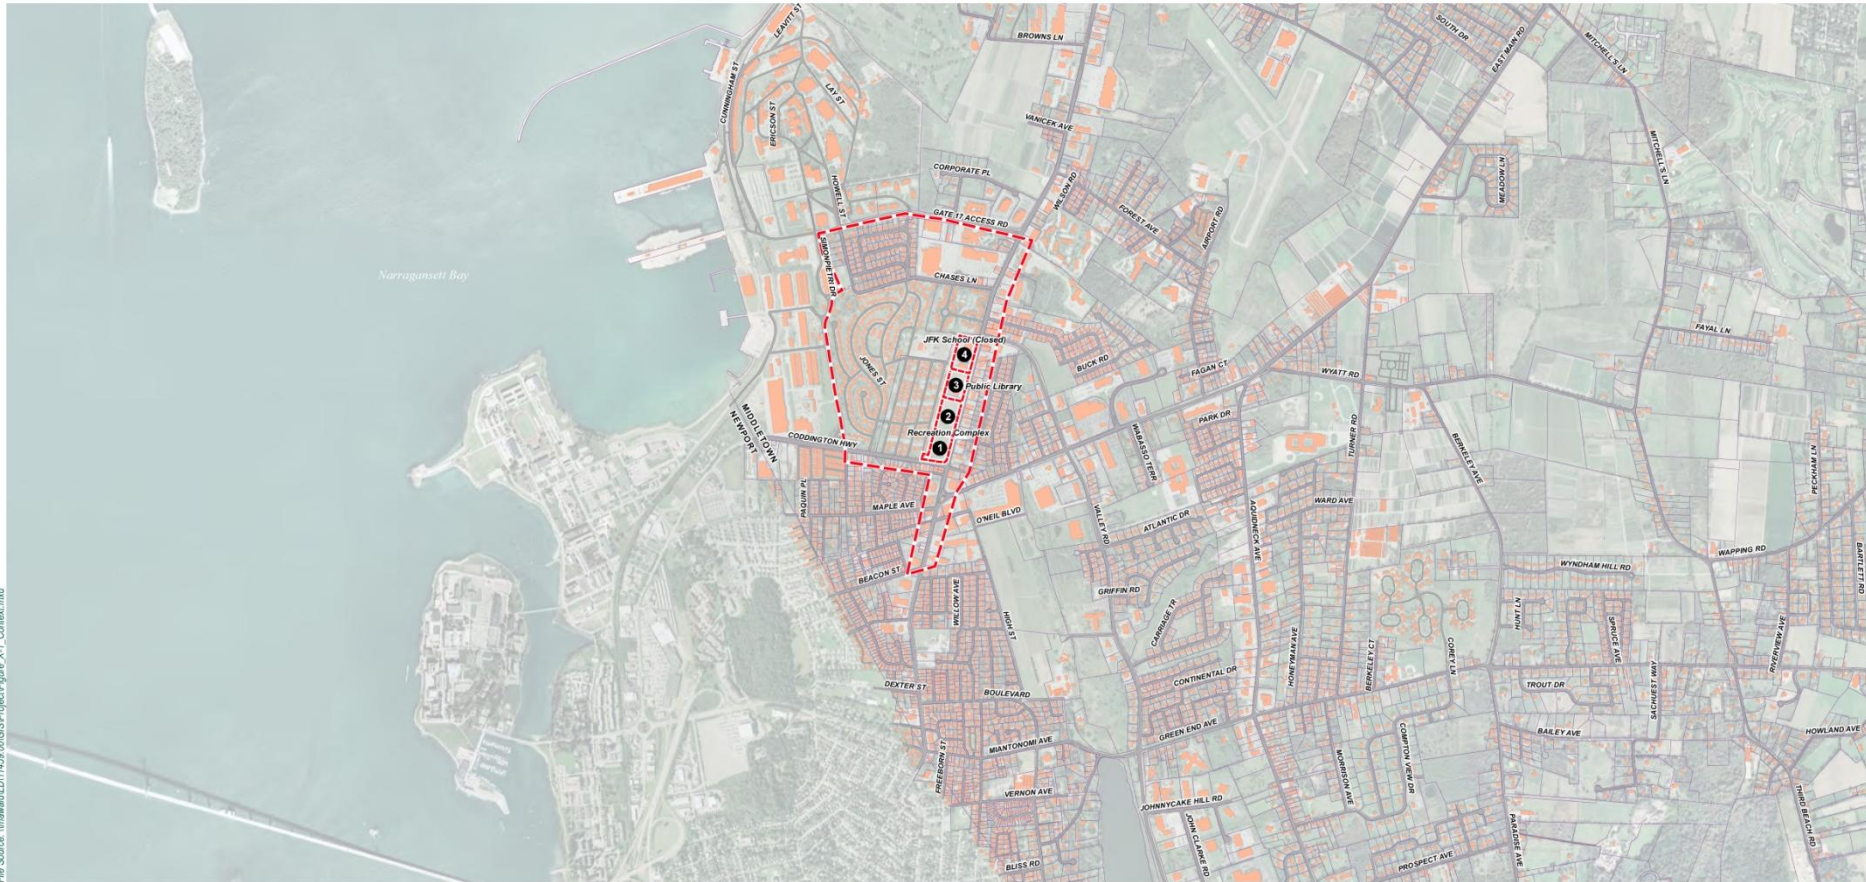 LEAVITT ST
BROWNS LN
SOUTH DR
EAST MAIN RD
MITCHELL'S LN
CUNNINGHAM ST
LAY ST
ERICSON ST
VANICEK AVE
MITCHELL'S LN
MEADOW LN
CORPORATE PL
HOWELL ST
WILSON RD
FOREST AVE
AIRPORT RD
GATE 17 ACCESS RD
SIMONPIETRI DR
Narragansett Bay
CHASES LN
FAYAL LN
JFK School (Closed)
4
JONES ST
BUCK RD
FAGAN CT
WYATT RD
3
Public Library
2
PARK DR
MIDDLETOWN
NEWPORT
CODDINGTON HWY
Recreation Complex
1
WABASSO TERR
TURNER RD
BERKELEY AVE
PECKHAM LN
PAQUIN PL
MAPLE AVE
O'NEIL BLVD
VALLEY RD
ATLANTIC DR
AQUIDNECK AVE
WARD AVE
WAPPING RD
BARTLETT RD
BEACON ST
WYNDHAM HILL RD
GRIFFIN RD
WILLOW AVE
HIGH ST
CARRIAGE TR
HONEYMAN AVE
BERKELEY CT
COREY LN
HUNT LN
SPRUCE AVE
RIVERVIEW AVE
CONTINENTAL DR
DEXTER ST
BOULEVARD
TROUT DR
SACHUEST WAY
GREEN END AVE
BAILEY AVE
HOWLAND AVE
MIANTONOMI AVE
FREEBORN ST
MORRISON AVE
COMPTON VIEW DR
VERNON AVE
JOHNNYCAKE HILL RD
JOHN CLARKE RD
PARADISE AVE
THIRD BEACH RD
BLISS RD
PROSPECT AVE